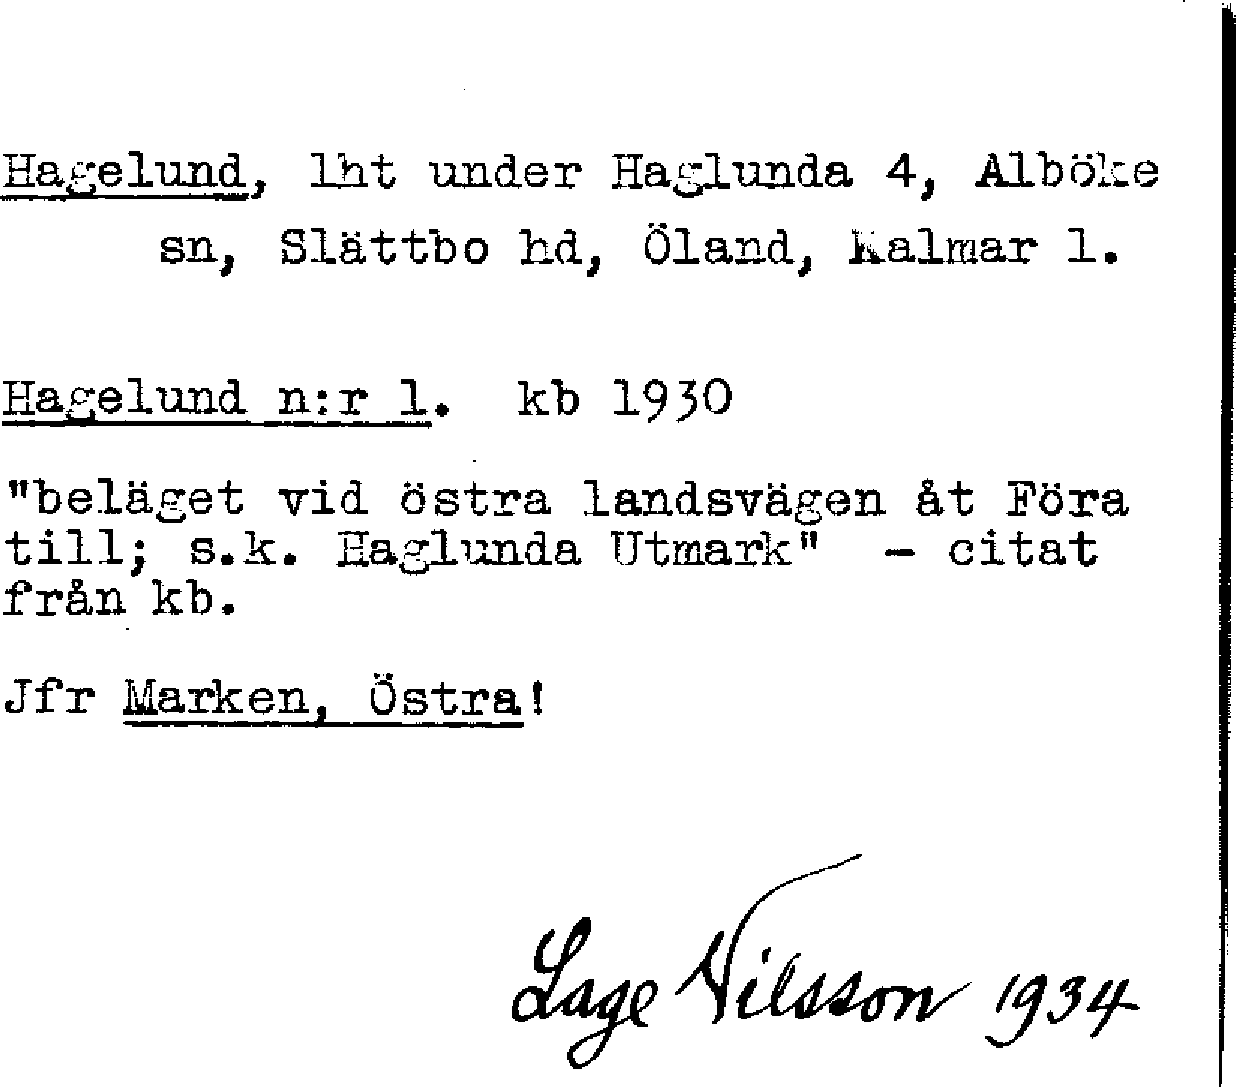 Hagelund, lht under Haglunda 4, Alböke
sn, Slättbo hd, Öland, Kalmar l.
Hagelund n:r 1. kb 1930
"beläget vid östra landsvägen åt Föra
till; s.k. Haglunda Utmark" - citat
från kb.
Jfr Marken, Östra!
Lage Nilsson 1934